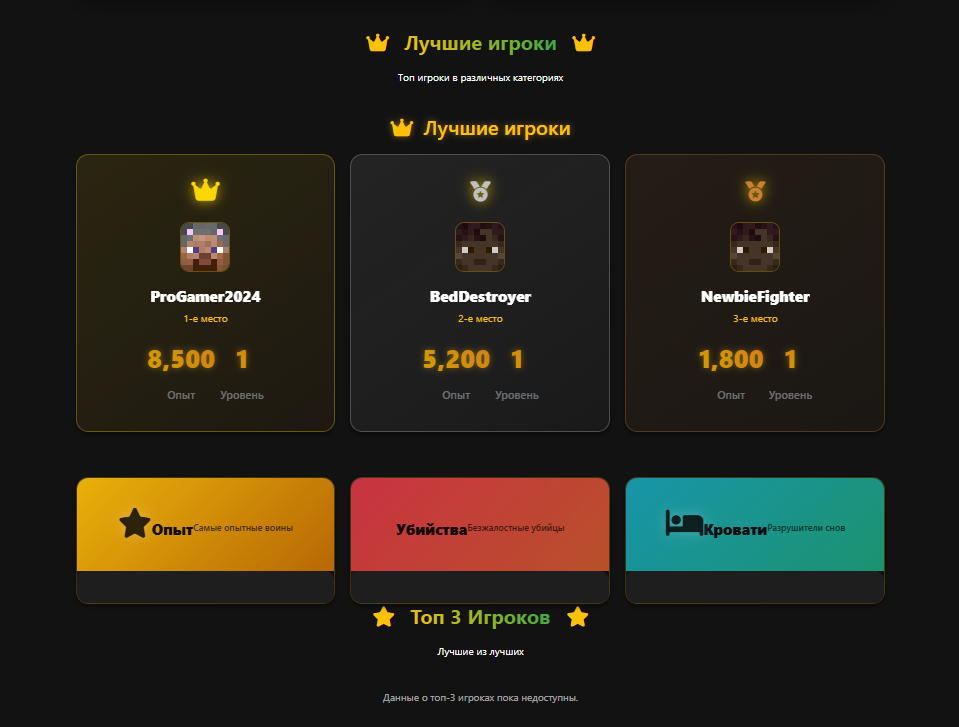 Лучшие игроки
Топ игроки в различных категориях
Лучшие игроки
ProGamer2024
1-е место
8,500 1
Опыт Уровень
BedDestroyer
2-е место
5,200 1
Опыт Уровень
NewbieFighter
3-е место
1,800 1
Опыт Уровень
Опыт Самые опытные воины
Убийства Безжалостные убийцы
Кровати Разрушители снов
Топ 3 Игроков
Лучшие из лучших
Данные о топ-3 игроках пока недоступны.